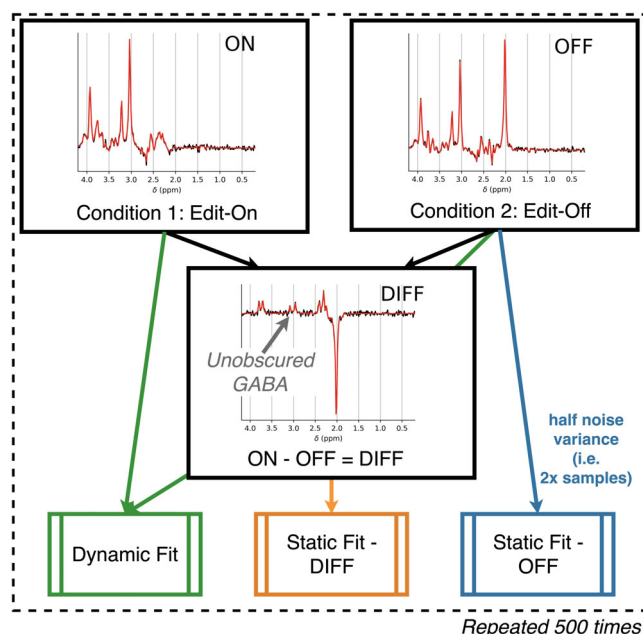 ON
4.0 3.5 3.0 2.5 2.0 1.5 1.0 0.5
δ (ppm)
Condition 1: Edit-On
OFF
4.0 3.5 3.0 2.5 2.0 1.5 1.0 0.5
δ (ppm)
Condition 2: Edit-Off
DIFF
Unobscured
GABA
4.0 3.5 3.0 2.5 2.0 1.5 1.0 0.5
δ (ppm)
ON - OFF = DIFF
half noise
variance
(i.e.
2x samples)
Dynamic Fit
Static Fit -
DIFF
Static Fit -
OFF
Repeated 500 times